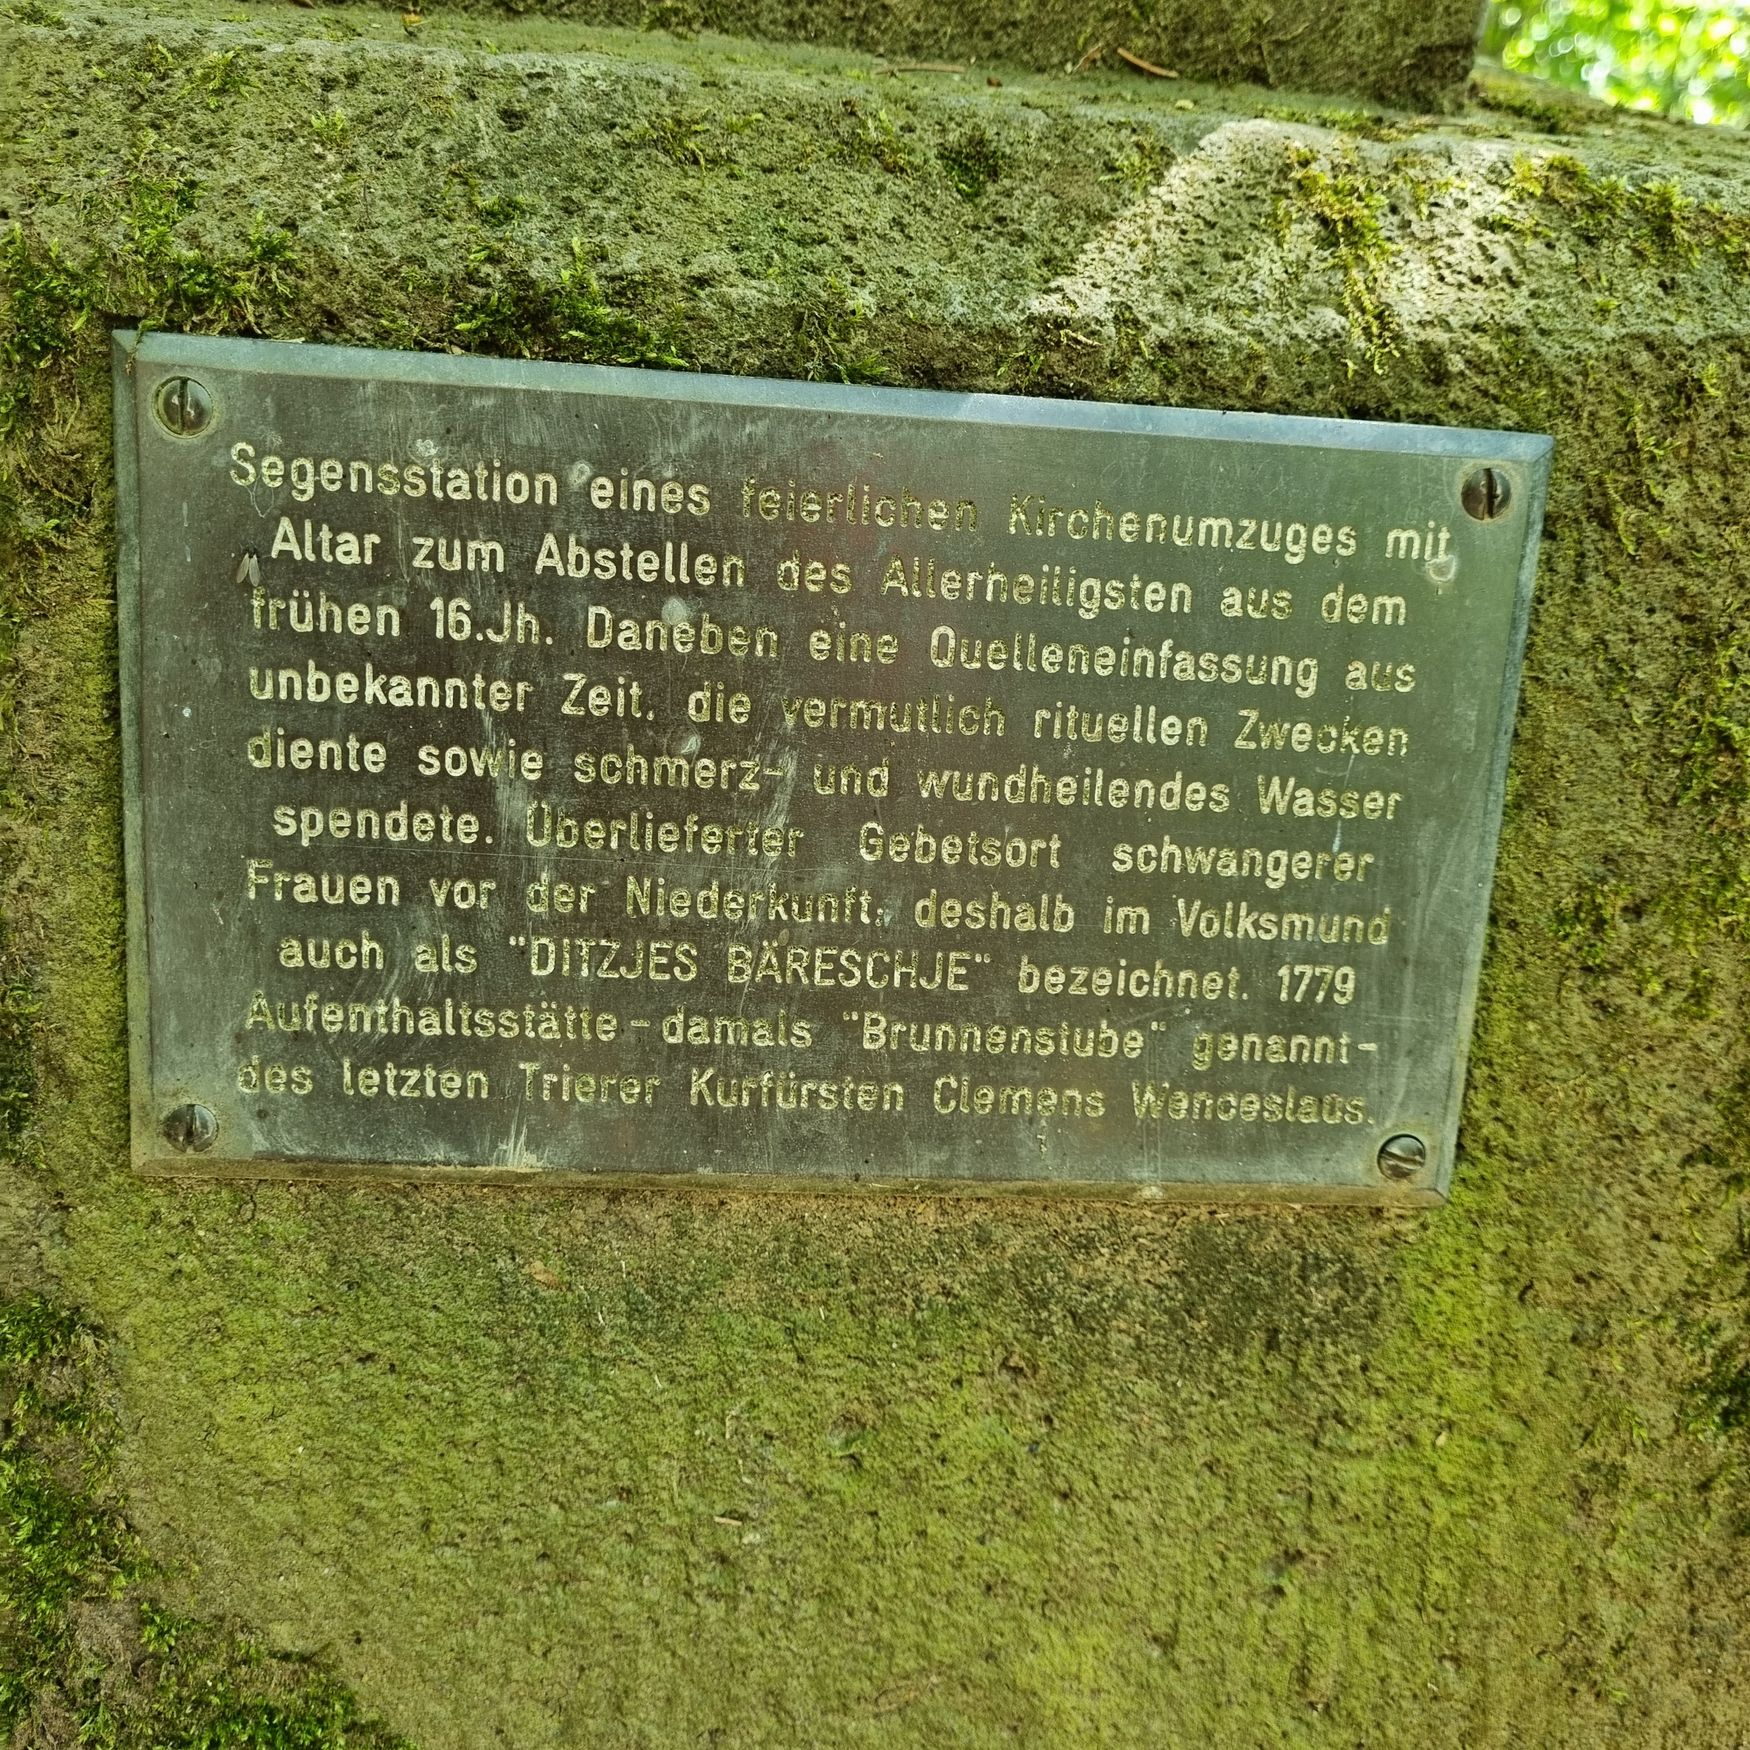 Segensstation eines feierlichen Kirchenumzuges mit
Altar zum Abstellen des Allerheiligsten aus dem
frühen 16.Jh. Daneben eine Quelleneinfassung aus
unbekannter Zeit, die vermutlich rituellen Zwecken
diente sowie schmerz- und wundheilendes Wasser
spendete. Überlieferter Gebetsort schwangerer
Frauen vor der Niederkunft, deshalb im Volksmund
auch als "DITZJES BÄRESCHJE" bezeichnet. 1779
Aufenthaltsstätte - damals "Brunnenstube" genannt-
des letzten Trierer Kurfürsten Clemens Wenceslaus.